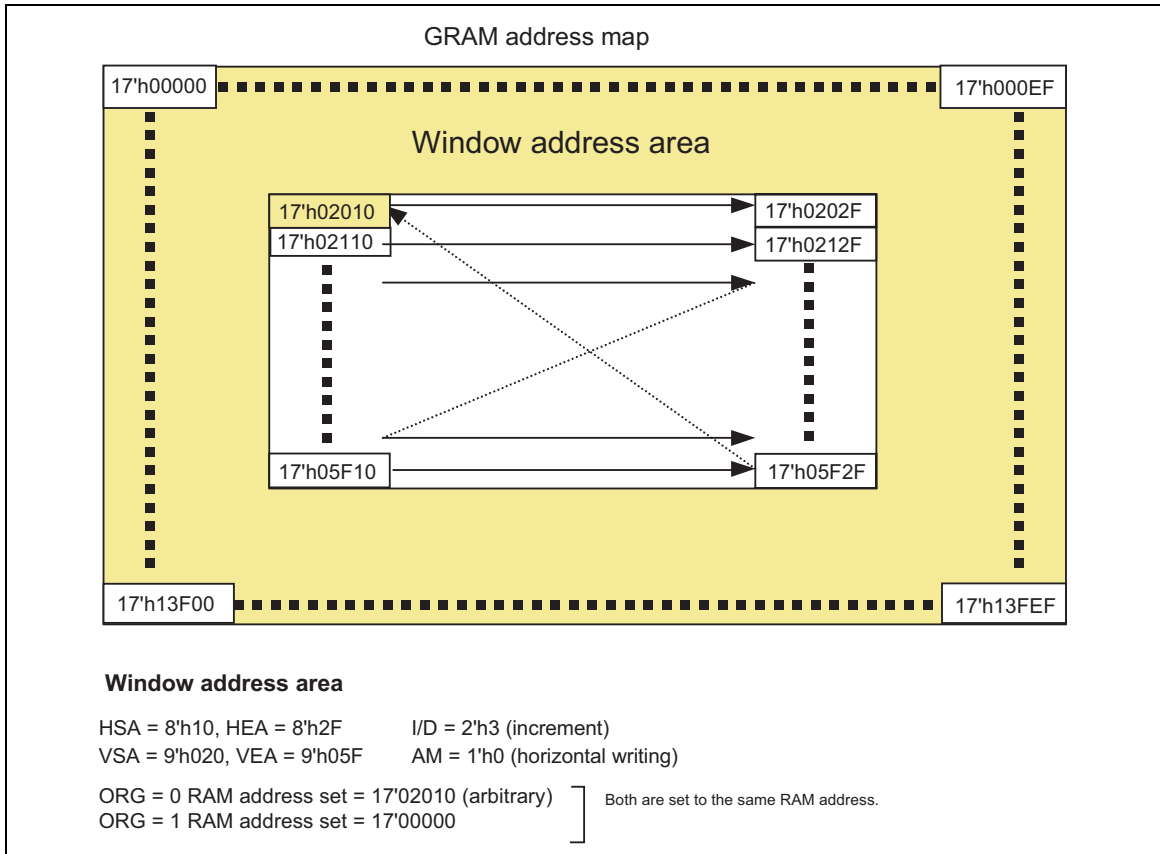 GRAM address map
17'h00000
17'h000EF
Window address area
17'h02010
17'h0202F
17'h02110
17'h0212F
17'h05F10
17'h05F2F
17'h13F00
17'h13FEF
Window address area
HSA = 8'h10, HEA = 8'h2F I/D = 2'h3 (increment)
VSA = 9'h020, VEA = 9'h05F AM = 1'h0 (horizontal writing)
ORG = 0 RAM address set = 17'02010 (arbitrary)
Both are set to the same RAM address.
ORG = 1 RAM address set = 17'00000